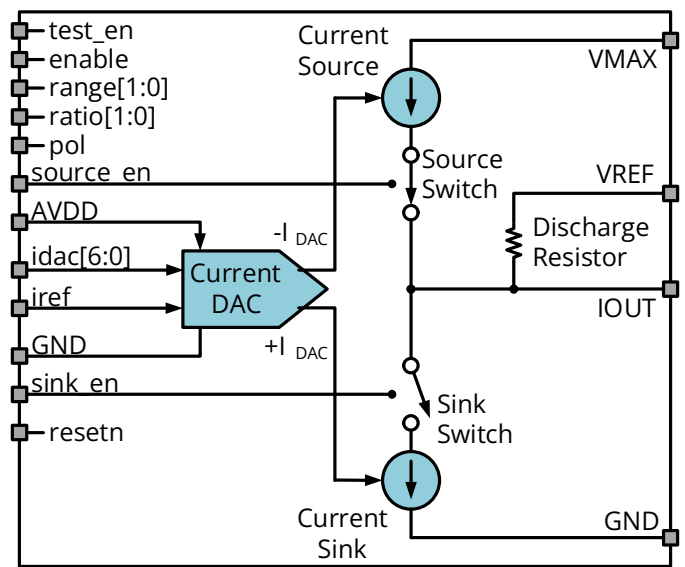 test_en
enable
range[1:0]
ratio[1:0]
pol
source_en
AVDD
idac[6:0]
iref
GND
sink_en
resetn
Current
DAC
-I DAC
+I DAC
Current
Source
Source
Switch
Sink
Switch
Current
Sink
Discharge
Resistor
VMAX
VREF
IOUT
GND